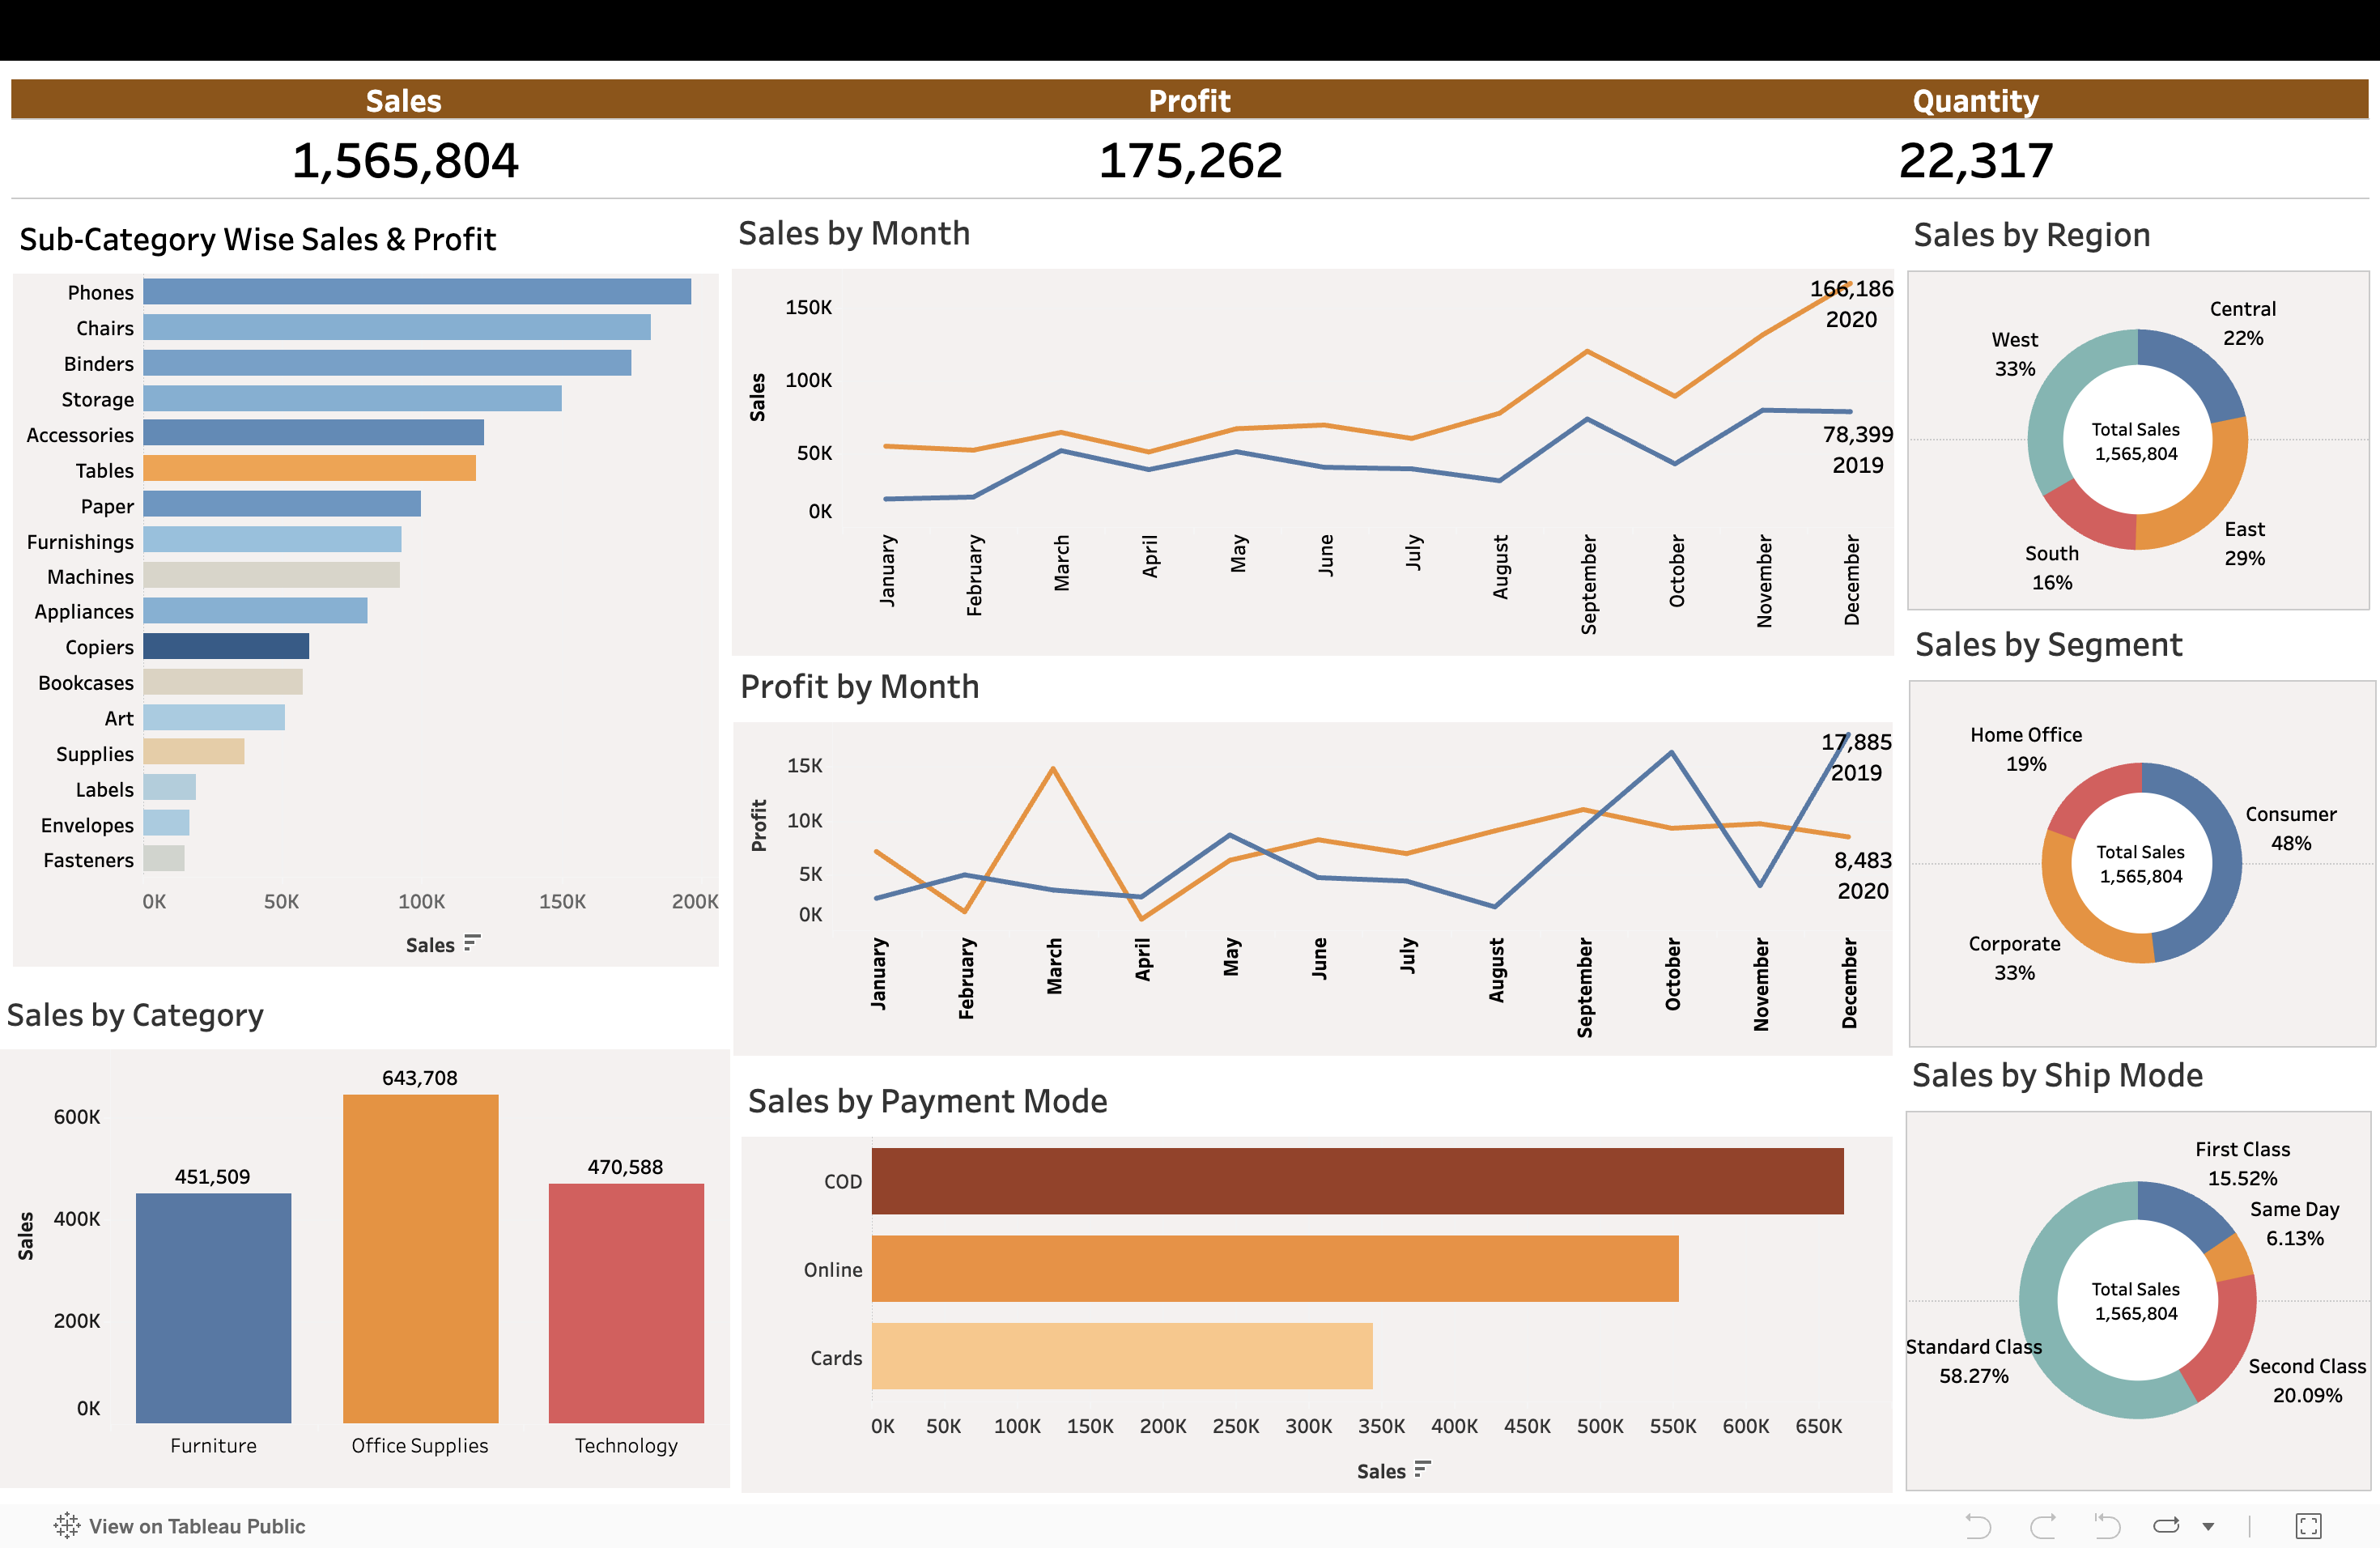 Sales Profit Quantity
1,565,804 175,262 22,317
Sub-Category Wise Sales & Profit
Phones
Chairs
Binders
Storage
Accessories
Tables
Paper
Furnishings
Machines
Appliances
Copiers
Bookcases
Art
Supplies
Labels
Envelopes
Fasteners
0K 50K 100K 150K 200K
Sales
Sales by Category
Sales
600K
400K
200K
0K
451,509
643,708
470,588
Furniture Office Supplies Technology
Sales by Month
Sales
150K
100K
50K
0K
166,186
2020
78,399
2019
January February March April May June July August September October November December
Profit by Month
Profit
15K
10K
5K
0K
17,885
2019
8,483
2020
January February March April May June July August September October November December
Sales by Payment Mode
COD
Online
Cards
0K 50K 100K 150K 200K 250K 300K 350K 400K 450K 500K 550K 600K 650K
Sales
Sales by Region
Central
22%
West
33%
Total Sales
1,565,804
East
29%
South
16%
Sales by Segment
Home Office
19%
Consumer
48%
Total Sales
1,565,804
Corporate
33%
Sales by Ship Mode
First Class
15.52%
Same Day
6.13%
Total Sales
1,565,804
Standard Class
58.27%
Second Class
20.09%
View on Tableau Public